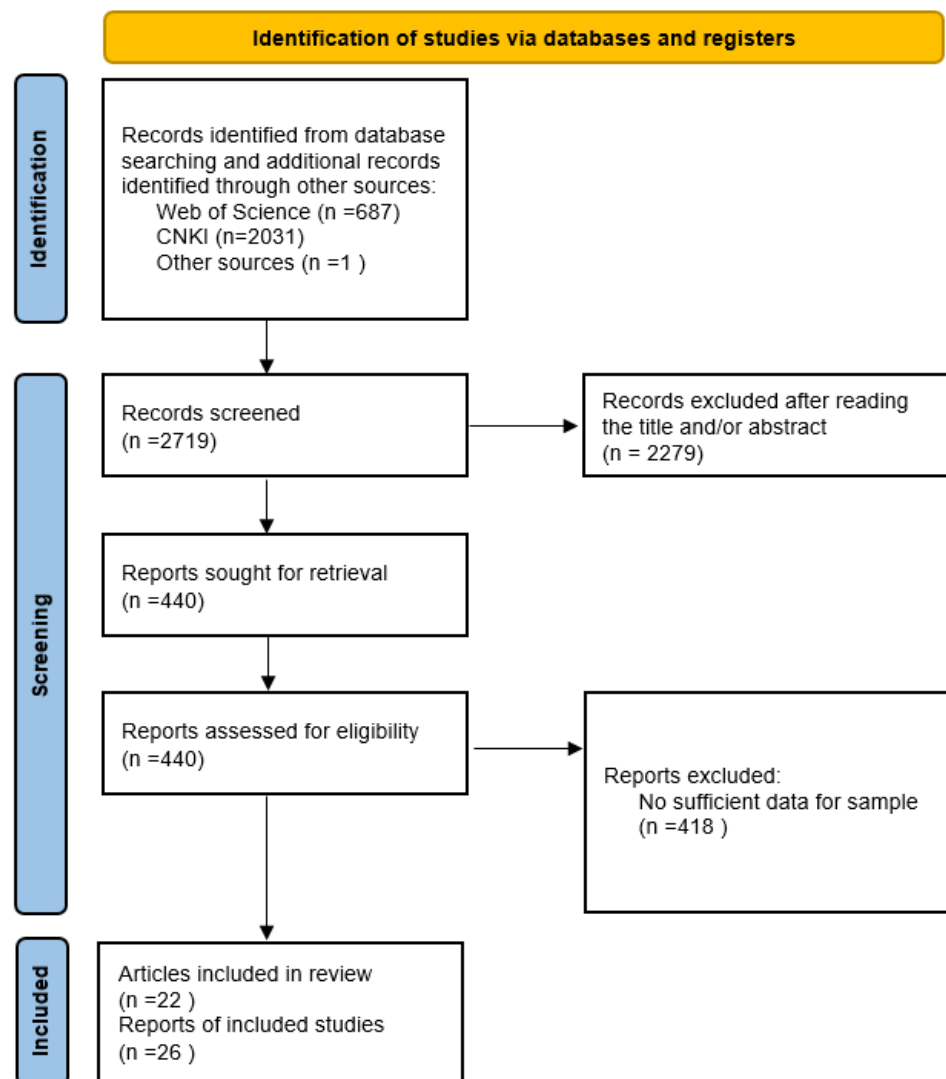 Identification of studies via databases and registers
Identification
Records identified from database
searching and additional records
identified through other sources:
Web of Science (n =687)
CNKI (n=2031)
Other sources (n =1 )
Screening
Records screened
(n =2719)
Records excluded after reading
the title and/or abstract
(n = 2279)
Reports sought for retrieval
(n =440)
Reports assessed for eligibility
(n =440)
Reports excluded:
No sufficient data for sample
(n =418 )
Included
Articles included in review
(n =22 )
Reports of included studies
(n =26 )